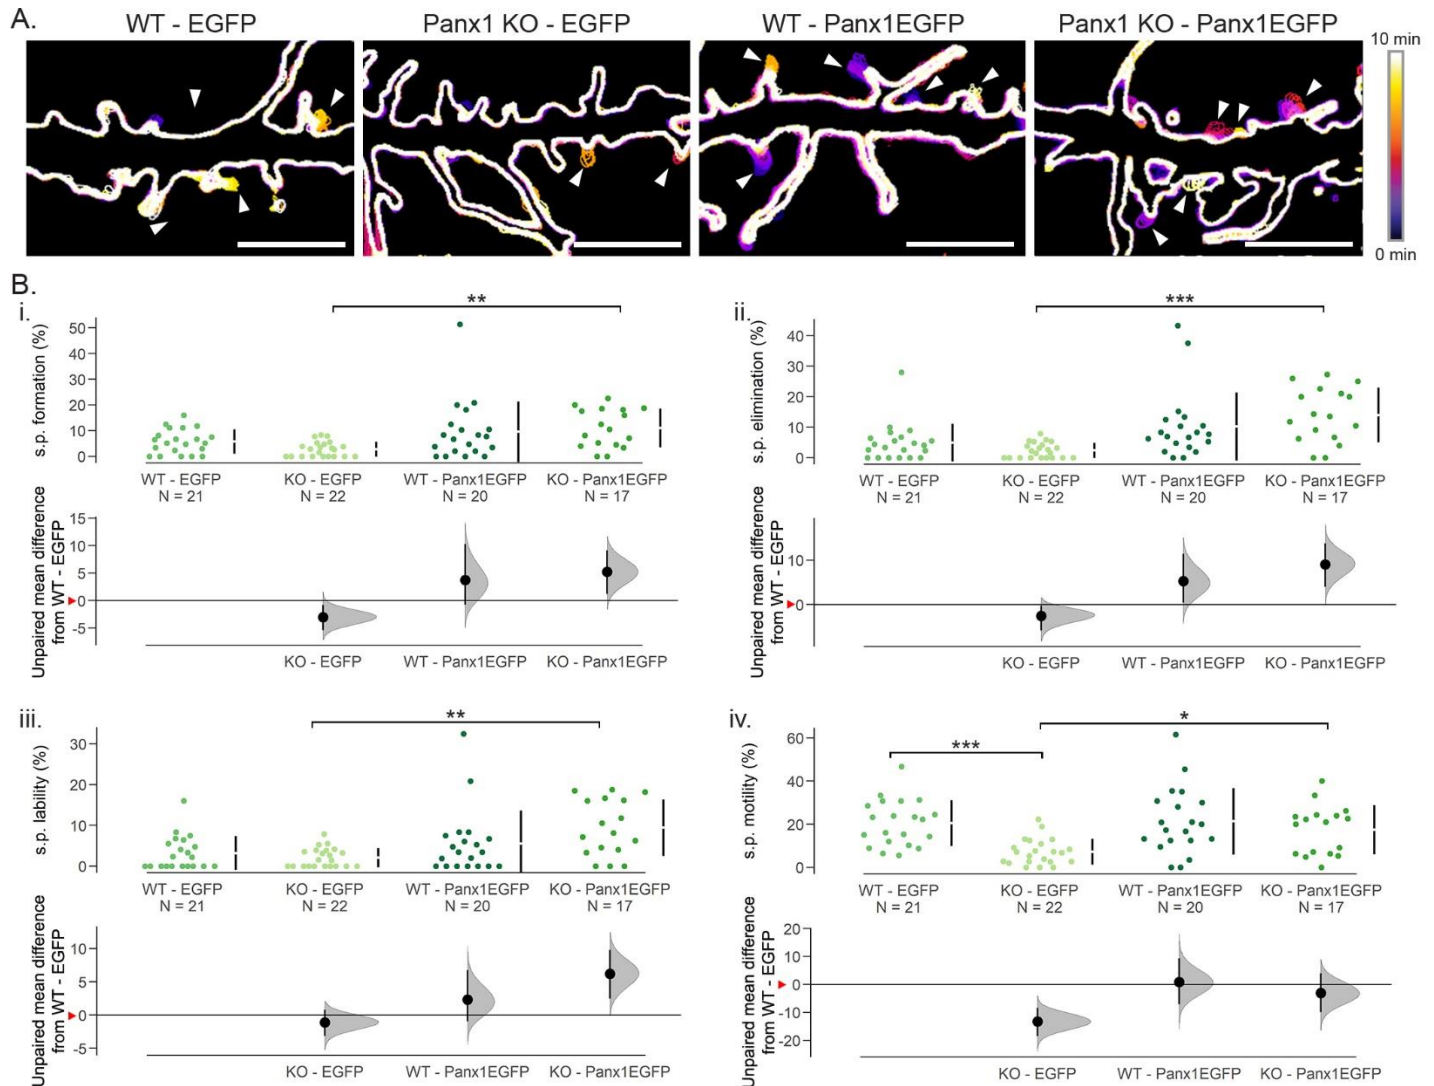 A.
WT - EGFP
Panx1 KO - EGFP
WT - Panx1EGFP
Panx1 KO - Panx1EGFP
10 min
0 min
B.
i.
**
s.p. formation (%)
50
40
30
20
10
0
WT - EGFP
N = 21
KO - EGFP
N = 22
WT - Panx1EGFP
N = 20
KO - Panx1EGFP
N = 17
Unpaired mean difference
from WT - EGFP
15
10
5
0
-5
KO - EGFP
WT - Panx1EGFP
KO - Panx1EGFP
ii.
***
s.p. elimination (%)
40
30
20
10
0
WT - EGFP
N = 21
KO - EGFP
N = 22
WT - Panx1EGFP
N = 20
KO - Panx1EGFP
N = 17
Unpaired mean difference
from WT - EGFP
10
0
KO - EGFP
WT - Panx1EGFP
KO - Panx1EGFP
iii.
**
s.p. lability (%)
30
20
10
0
WT - EGFP
N = 21
KO - EGFP
N = 22
WT - Panx1EGFP
N = 20
KO - Panx1EGFP
N = 17
Unpaired mean difference
from WT - EGFP
10
5
0
-5
KO - EGFP
WT - Panx1EGFP
KO - Panx1EGFP
iv.
***
*
s.p. motility (%)
60
40
20
0
WT - EGFP
N = 21
KO - EGFP
N = 22
WT - Panx1EGFP
N = 20
KO - Panx1EGFP
N = 17
Unpaired mean difference
from WT - EGFP
20
10
0
-10
-20
KO - EGFP
WT - Panx1EGFP
KO - Panx1EGFP